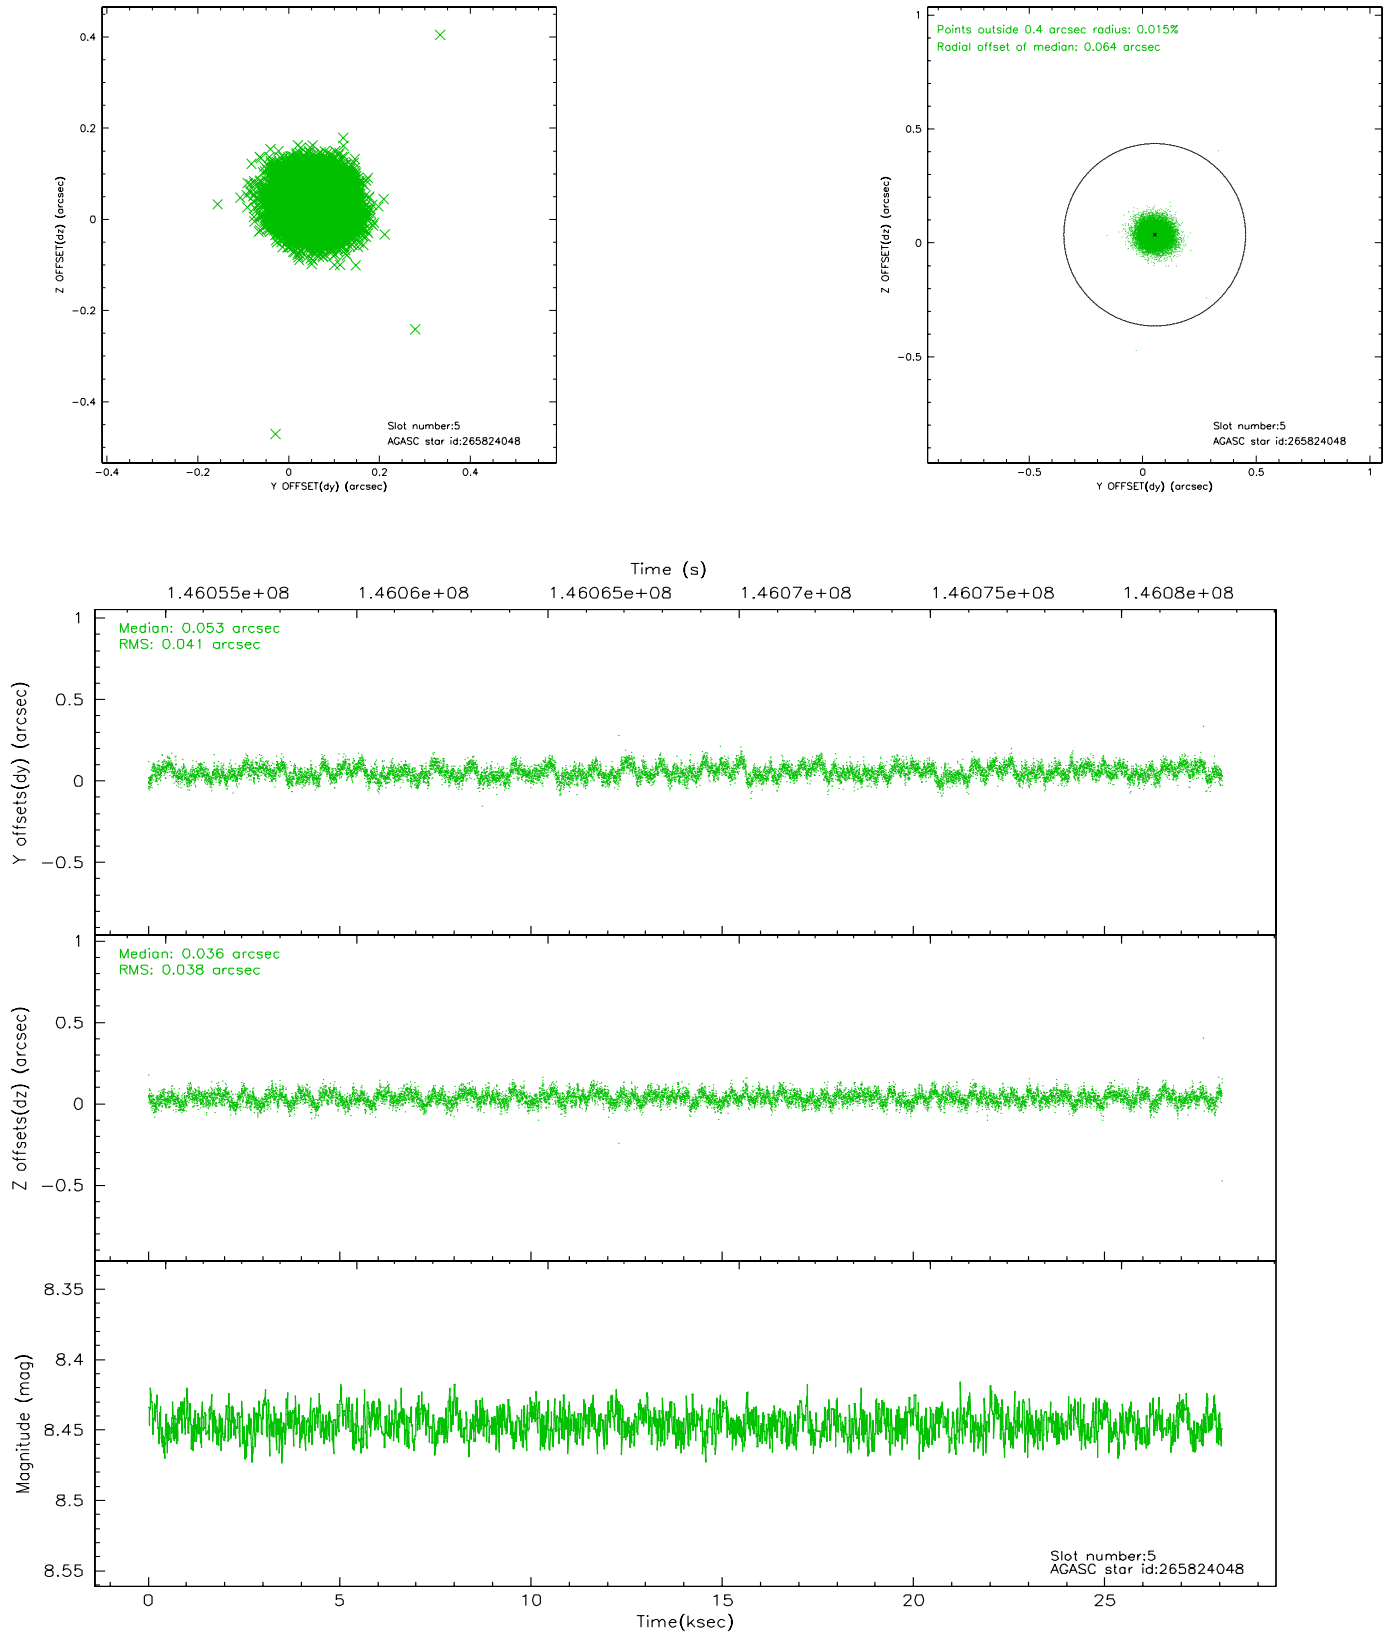 0.4
0.2
0
−0.2
−0.4
Z OFFSET(dz) (arcsec)
Slot number:5
AGASC star id:265824048
−0.4 −0.2 0 0.2 0.4
Y OFFSET(dy) (arcsec)
Points outside 0.4 arcsec radius: 0.015%
Radial offset of median: 0.064 arcsec
1
0.5
0
−0.5
Z OFFSET(dz) (arcsec)
Slot number:5
AGASC star id:265824048
−0.5 0 0.5 1
Y OFFSET(dy) (arcsec)
Time (s)
1.46055e+08 1.4606e+08 1.46065e+08 1.4607e+08 1.46075e+08 1.4608e+08
Median: 0.053 arcsec
RMS: 0.041 arcsec
1
0.5
0
−0.5
Y offsets(dy) (arcsec)
Median: 0.036 arcsec
RMS: 0.038 arcsec
1
0.5
0
−0.5
Z offsets(dz) (arcsec)
8.35
8.4
8.45
8.5
8.55
Magnitude (mag)
Slot number:5
AGASC star id:265824048
0 5 10 15 20 25
Time(ksec)